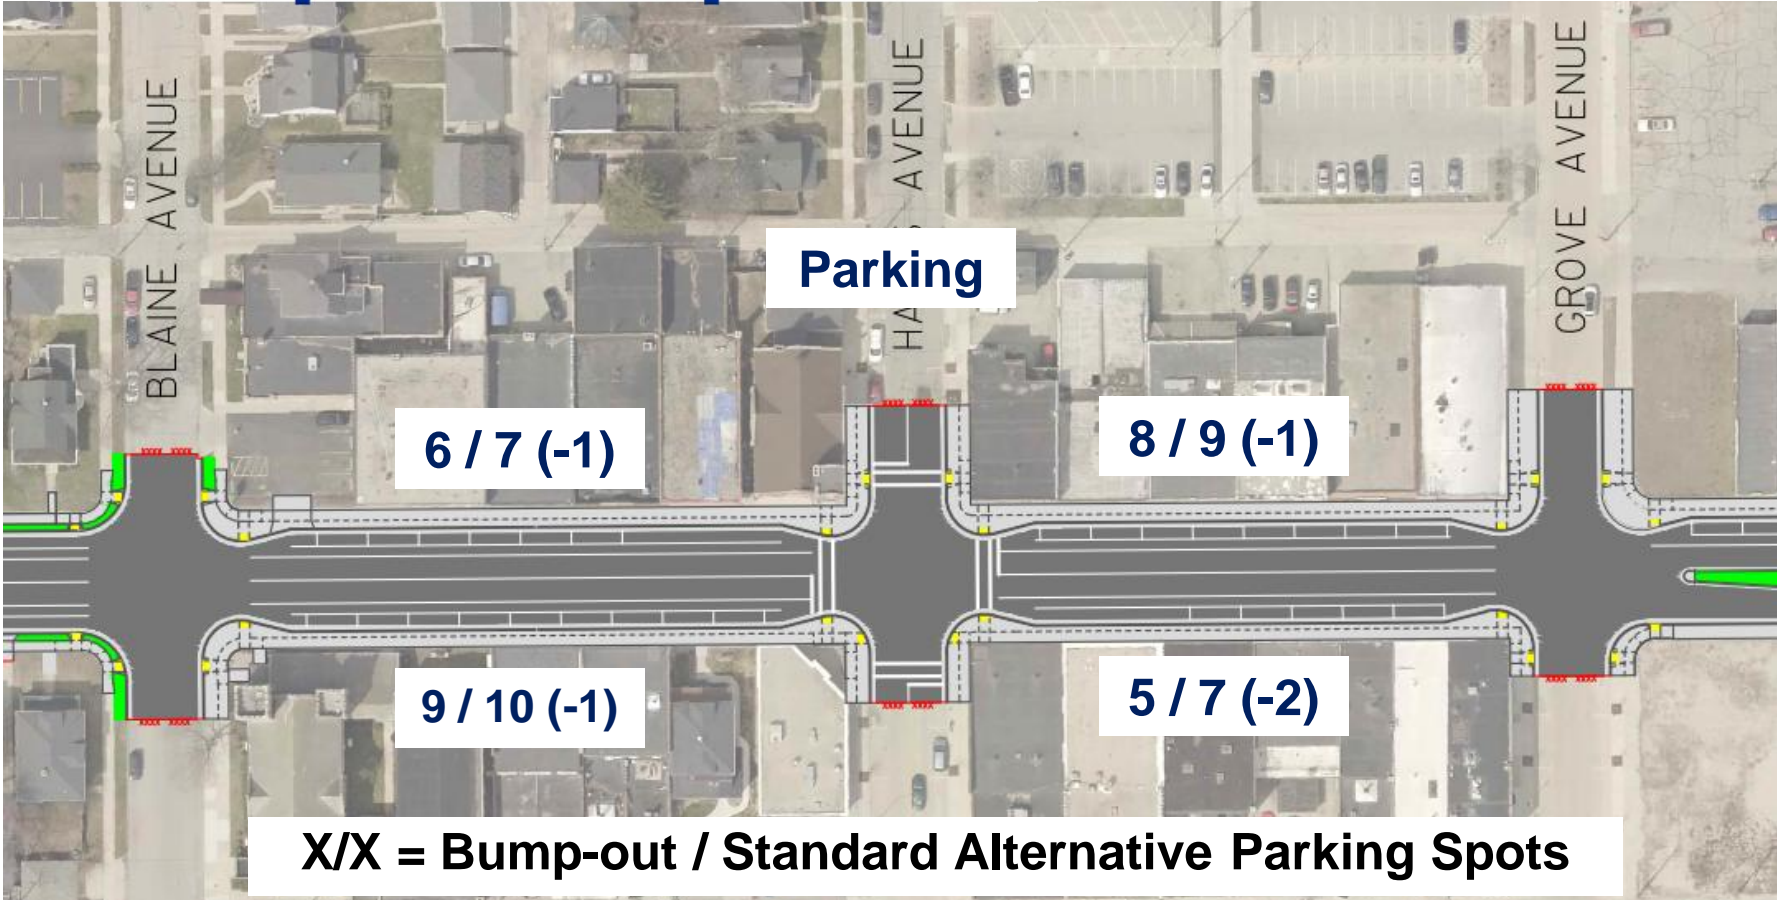 BLAINE AVENUE
AVENUE
GROVE AVENUE
Parking
6 / 7 (-1)
8 / 9 (-1)
9 / 10 (-1)
5 / 7 (-2)
X/X = Bump-out / Standard Alternative Parking Spots